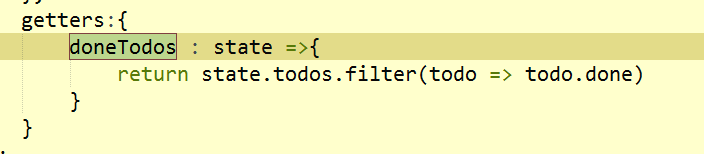 getters:{
    doneTodos : state =>{
        return state.todos.filter(todo => todo.done)
    }
}